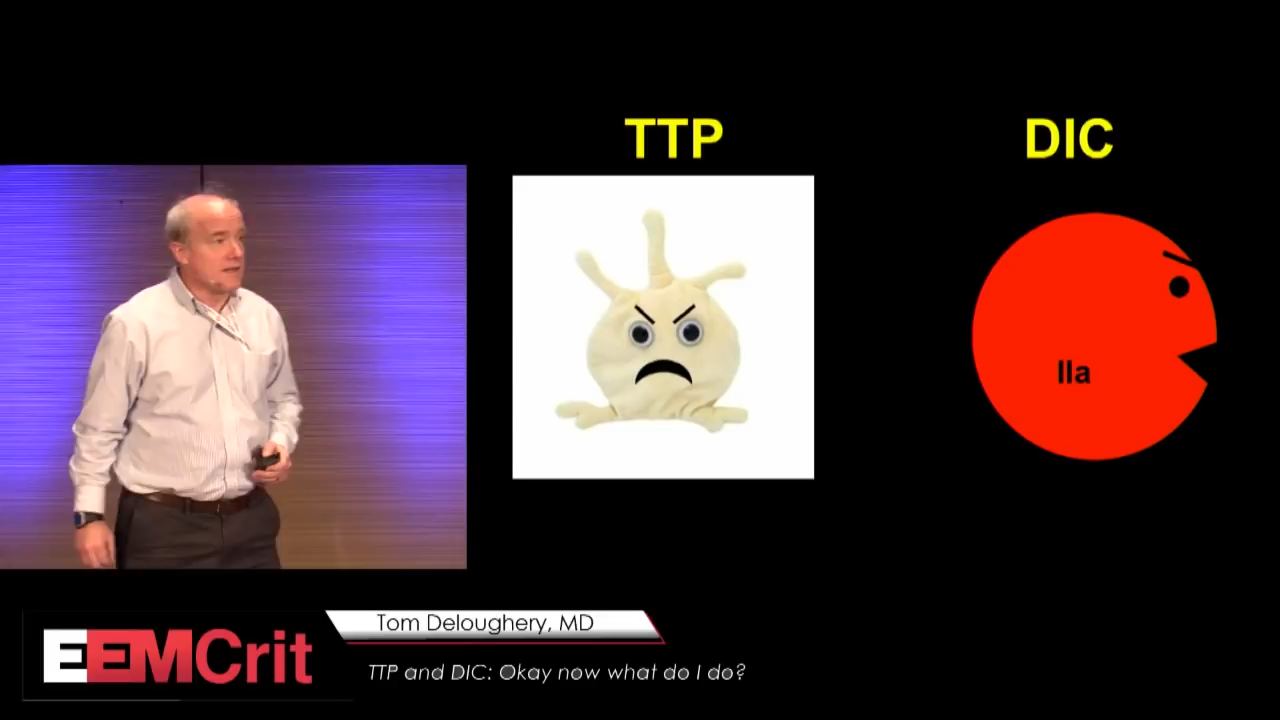 TTP
DIC
IIa
Tom Deloughery, MD
EEMCrit
TTP and DIC: Okay now what do I do?